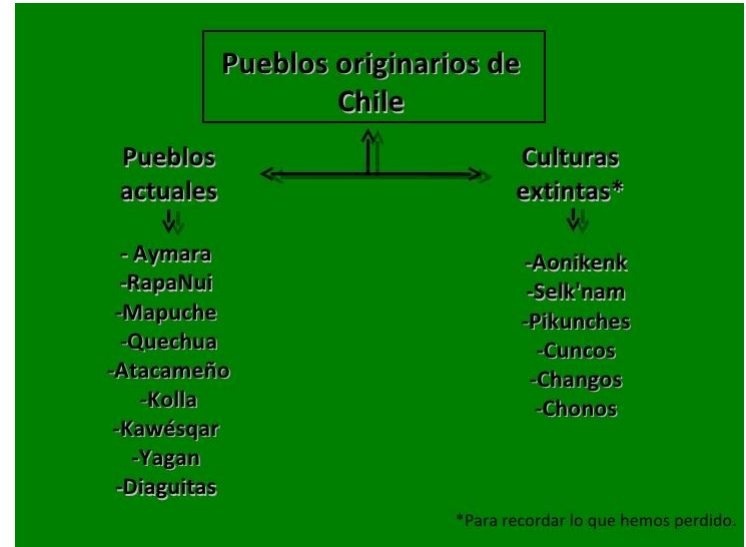 Pueblos originarios de
Chile
Pueblos
actuales
- Aymara
-RapaNui
-Mapuche
-Quechua
-Atacameño
-Kolla
-Kawésqar
-Yagan
-Diaguitas
Culturas
extintas*
-Aonikenk
-Selk'nam
-Pikunches
-Cuncos
-Changos
-Chonos
*Para recordar lo que hemos perdido.